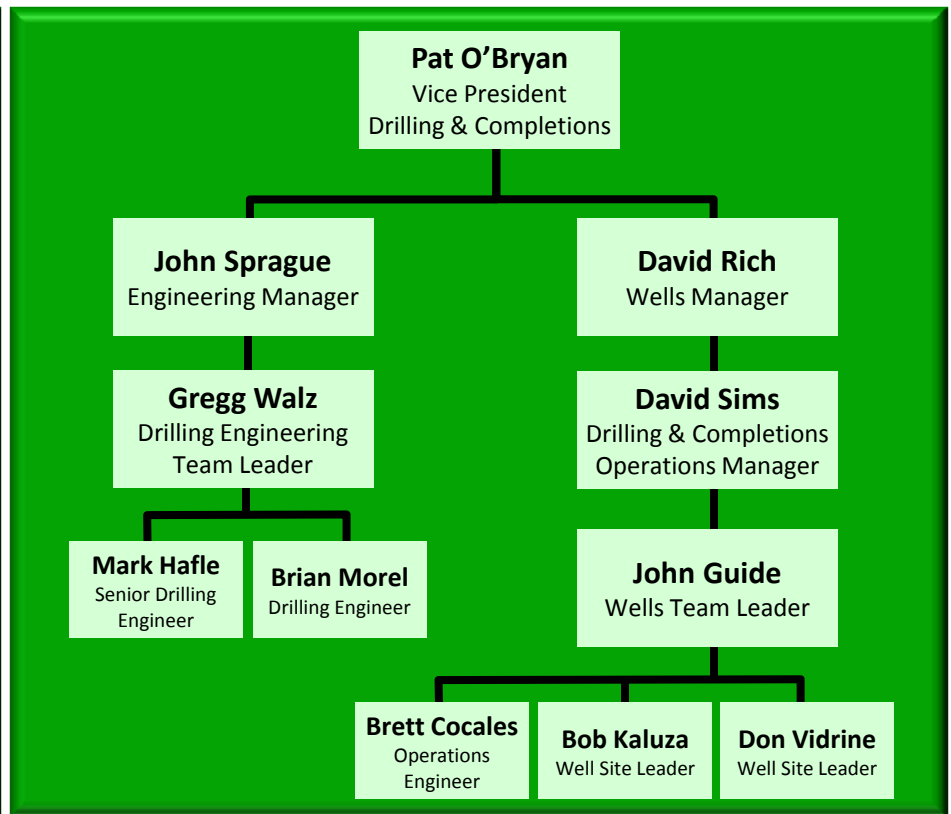 Pat O’Bryan
Vice President
Drilling & Completions
John Sprague
Engineering Manager
David Rich
Wells Manager
Gregg Walz
Drilling Engineering
Team Leader
David Sims
Drilling & Completions
Operations Manager
Mark Hafle
Senior Drilling
Engineer
Brian Morel
Drilling Engineer
John Guide
Wells Team Leader
Brett Cocales
Operations
Engineer
Bob Kaluza
Well Site Leader
Don Vidrine
Well Site Leader